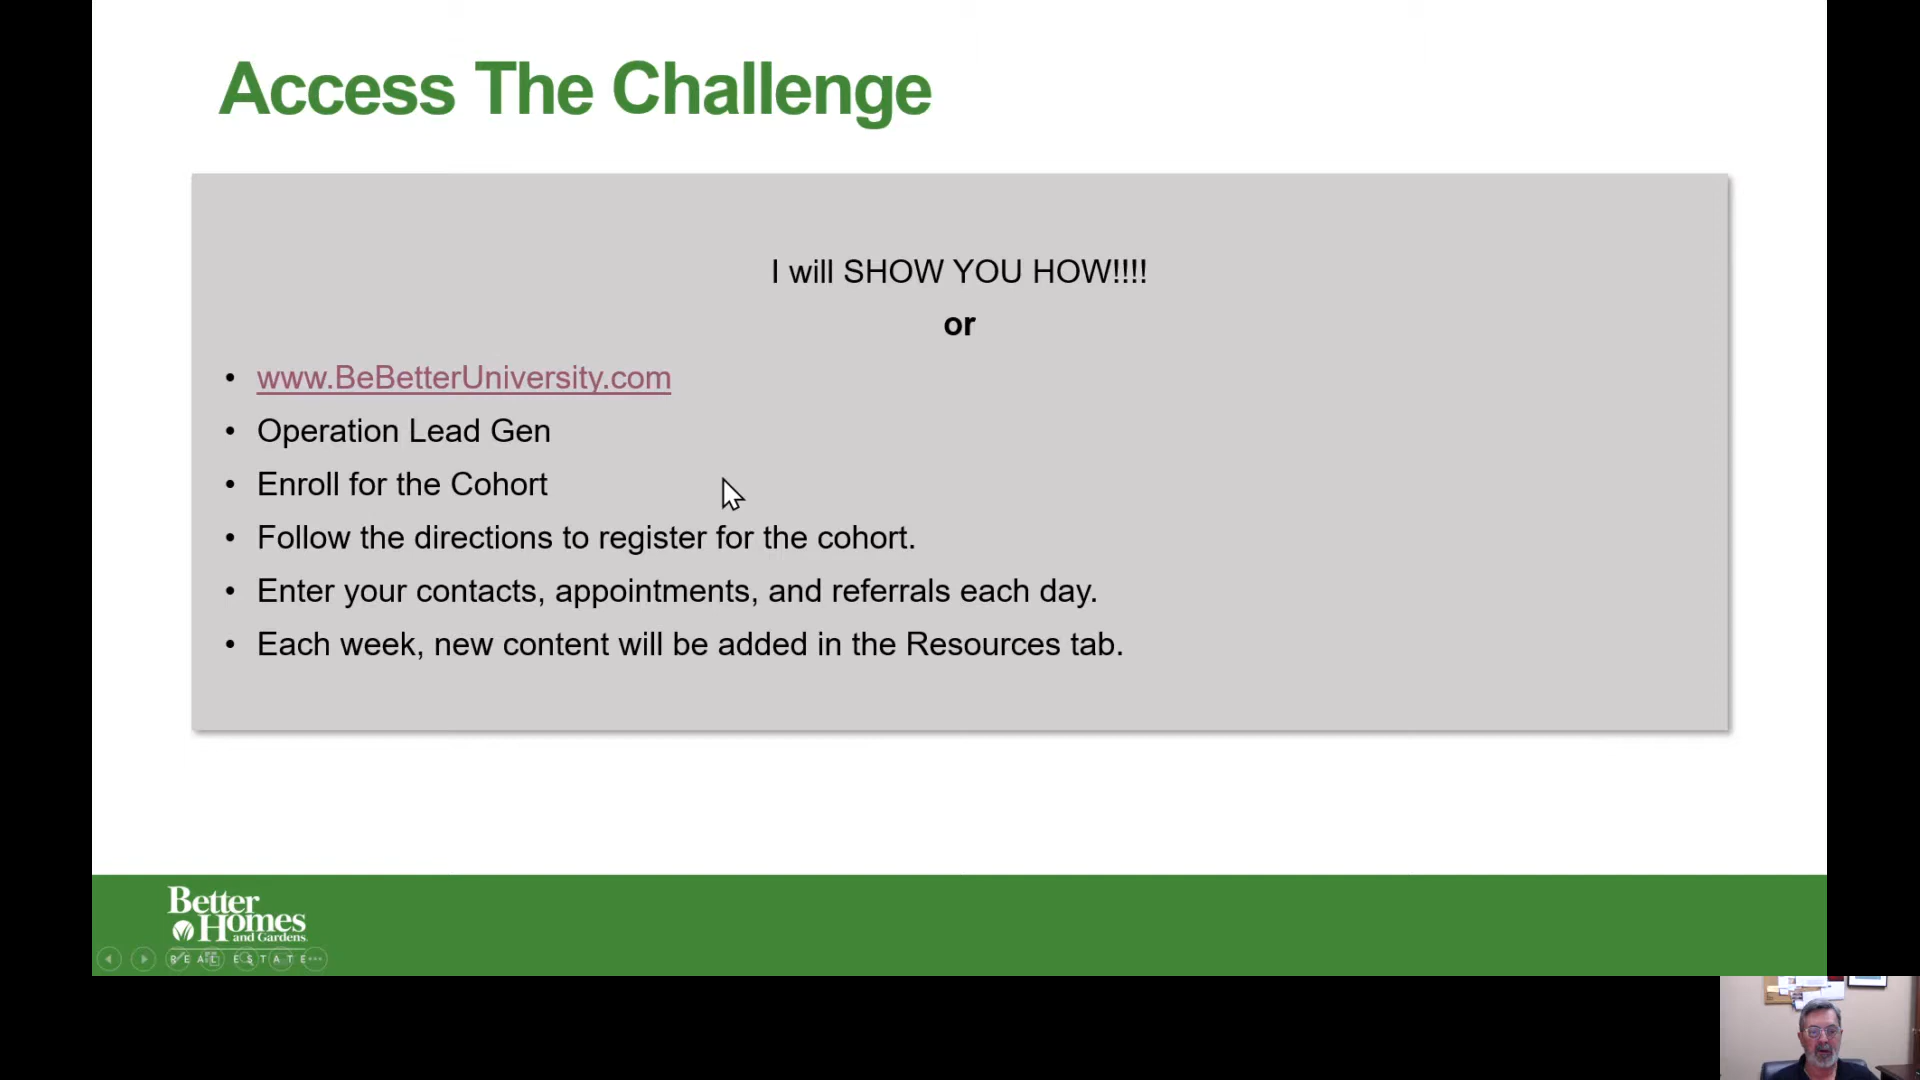 Access The Challenge
I will SHOW YOU HOW!!!!
or
• www.BeBetterUniversity.com
• Operation Lead Gen
• Enroll for the Cohort
• Follow the directions to register for the cohort.
• Enter your contacts, appointments, and referrals each day.
• Each week, new content will be added in the Resources tab.
Better
Homes
and Gardens
REAL ESTATE